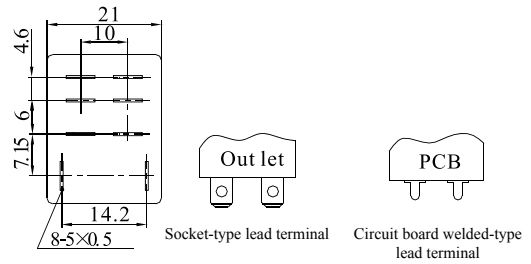 21
10
4.6
6
7.15
14.2
8-5×0.5
Out let
PCB
Socket-type lead terminal
Circuit board welded-type
lead terminal